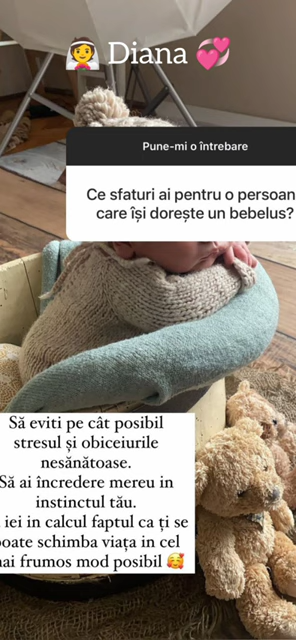 👰 Diana 💞
Pune-mi o întrebare
Ce sfaturi ai pentru o persoan
care își dorește un bebelus?
Să eviti pe cât posibil
stresul și obiceiurile
nesănătoase.
Să ai încredere mereu in
instinctul tău.
iei in calcul faptul ca ți se
poate schimba viața in cel
mai frumos mod posibil 🥰